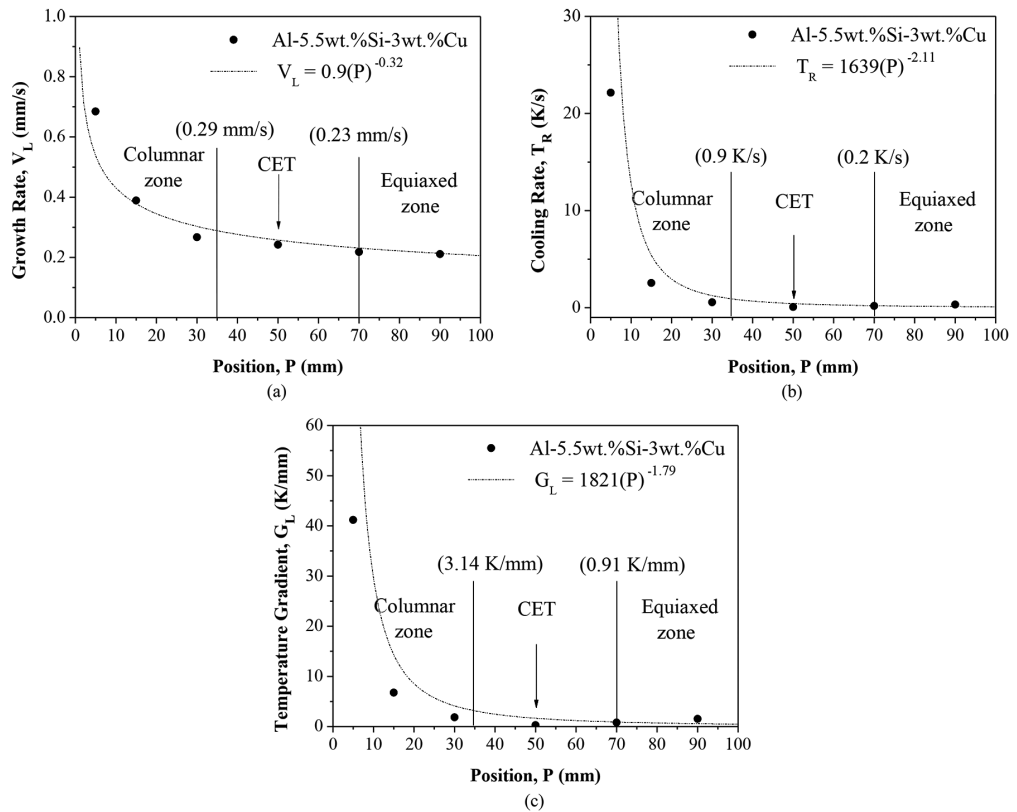 1.0
0.8
0.6
0.4
0.2
0.0
Growth Rate, V_L (mm/s)
Al-5.5wt.%Si-3wt.%Cu
V_L = 0.9(P)^-0.32
(0.29 mm/s)
(0.23 mm/s)
Columnar
zone
CET
Equiaxed
zone
0 10 20 30 40 50 60 70 80 90 100
Position, P (mm)
(a)
30
20
10
0
Cooling Rate, T_R (K/s)
Al-5.5wt.%Si-3wt.%Cu
T_R = 1639(P)^-2.11
(0.9 K/s)
(0.2 K/s)
Columnar
zone
CET
Equiaxed
zone
0 10 20 30 40 50 60 70 80 90 100
Position, P (mm)
(b)
60
50
40
30
20
10
0
Temperature Gradient, G_L (K/mm)
Al-5.5wt.%Si-3wt.%Cu
G_L = 1821(P)^-1.79
(3.14 K/mm)
(0.91 K/mm)
Columnar
zone
CET
Equiaxed
zone
0 10 20 30 40 50 60 70 80 90 100
Position, P (mm)
(c)